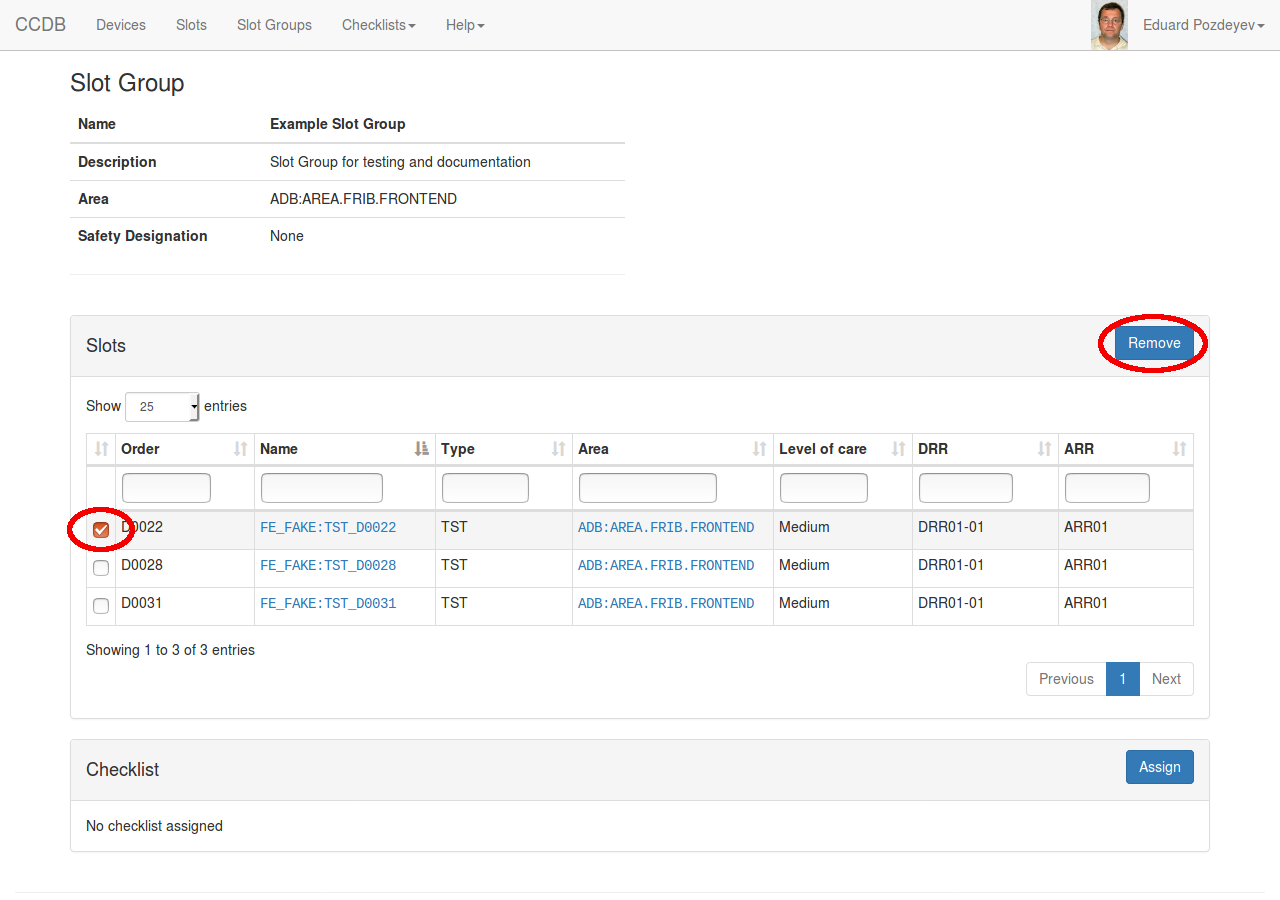 CCDB Devices Slots Slot Groups Checklists Help Eduard Pozdeyev
Slot Group
Name Example Slot Group
Description Slot Group for testing and documentation
Area ADB:AREA.FRIB.FRONTEND
Safety Designation None
Slots Remove
Show 25 entries
Order Name Type Area Level of care DRR ARR
D0022 FE_FAKE:TST_D0022 TST ADB:AREA.FRIB.FRONTEND Medium DRR01-01 ARR01
D0028 FE_FAKE:TST_D0028 TST ADB:AREA.FRIB.FRONTEND Medium DRR01-01 ARR01
D0031 FE_FAKE:TST_D0031 TST ADB:AREA.FRIB.FRONTEND Medium DRR01-01 ARR01
Showing 1 to 3 of 3 entries
Previous 1 Next
Checklist Assign
No checklist assigned